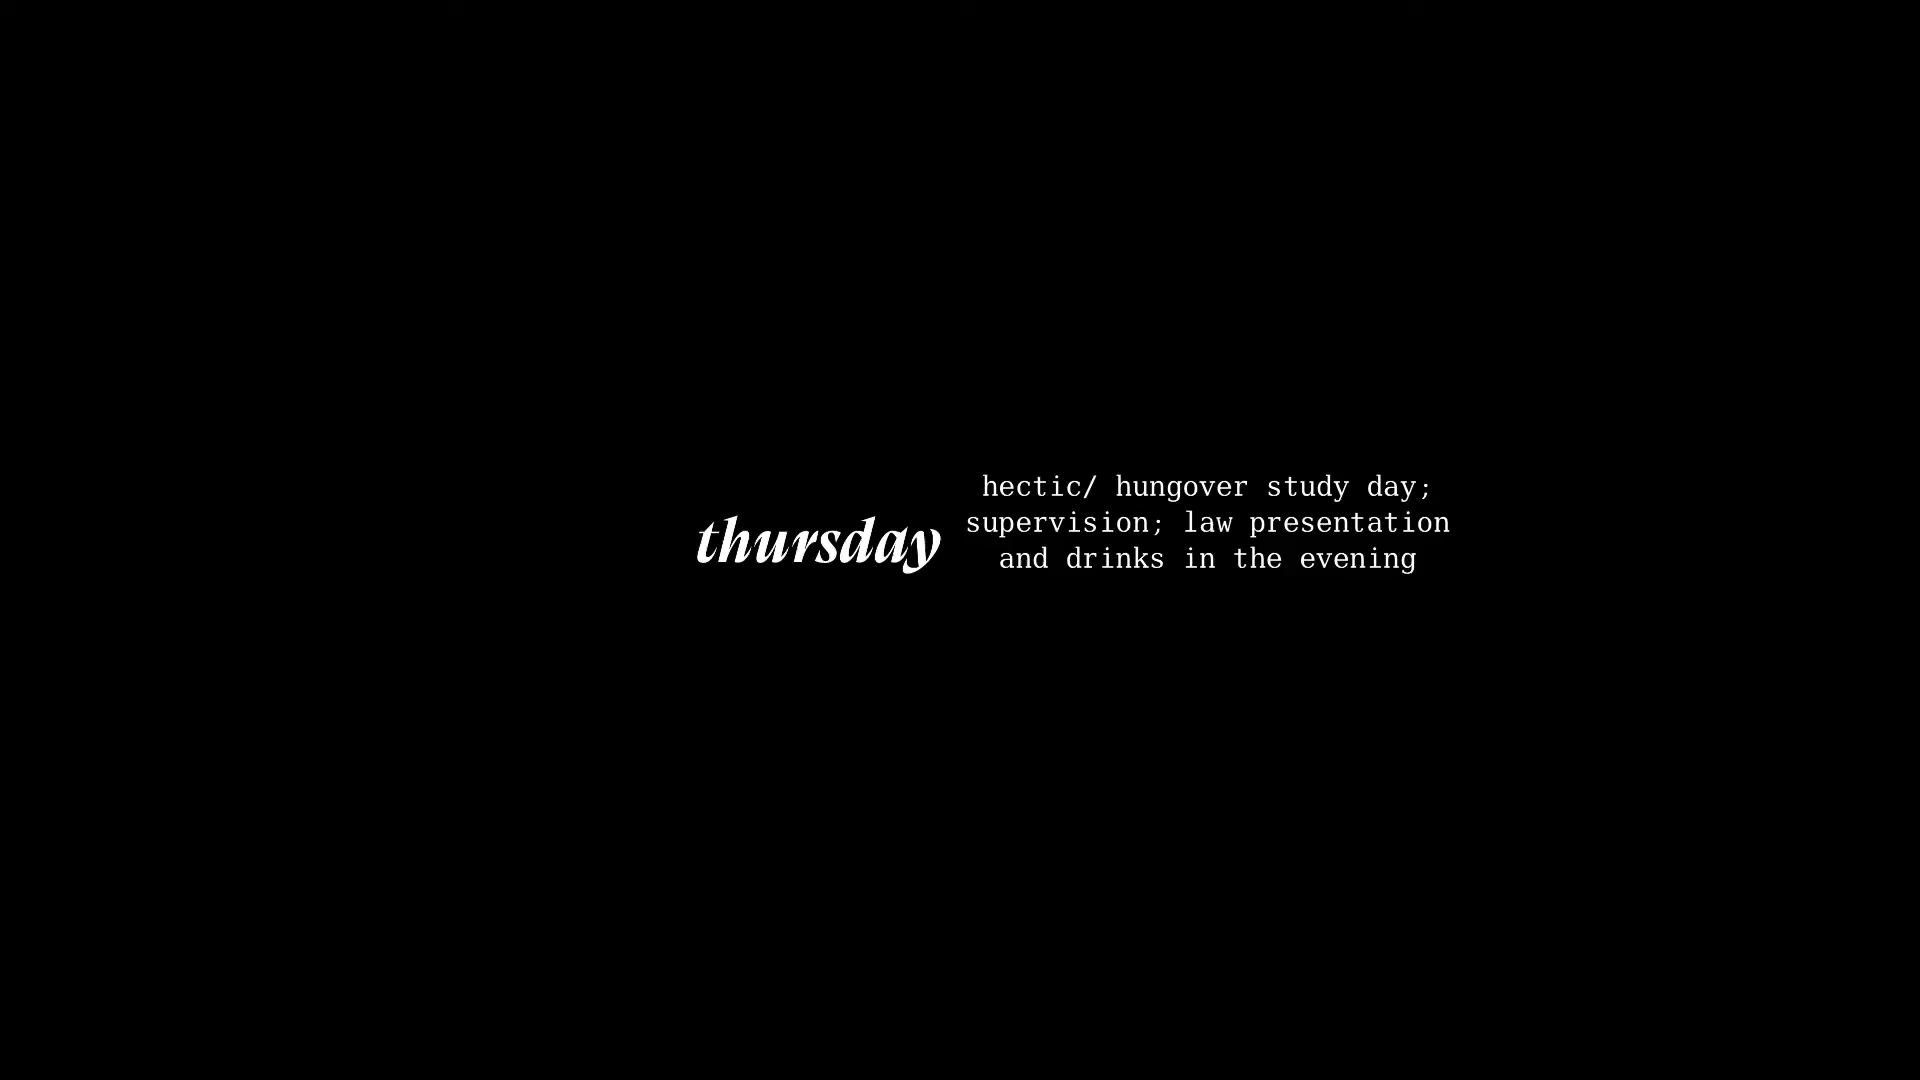 thursday
hectic/ hungover study day;
supervision; law presentation
and drinks in the evening